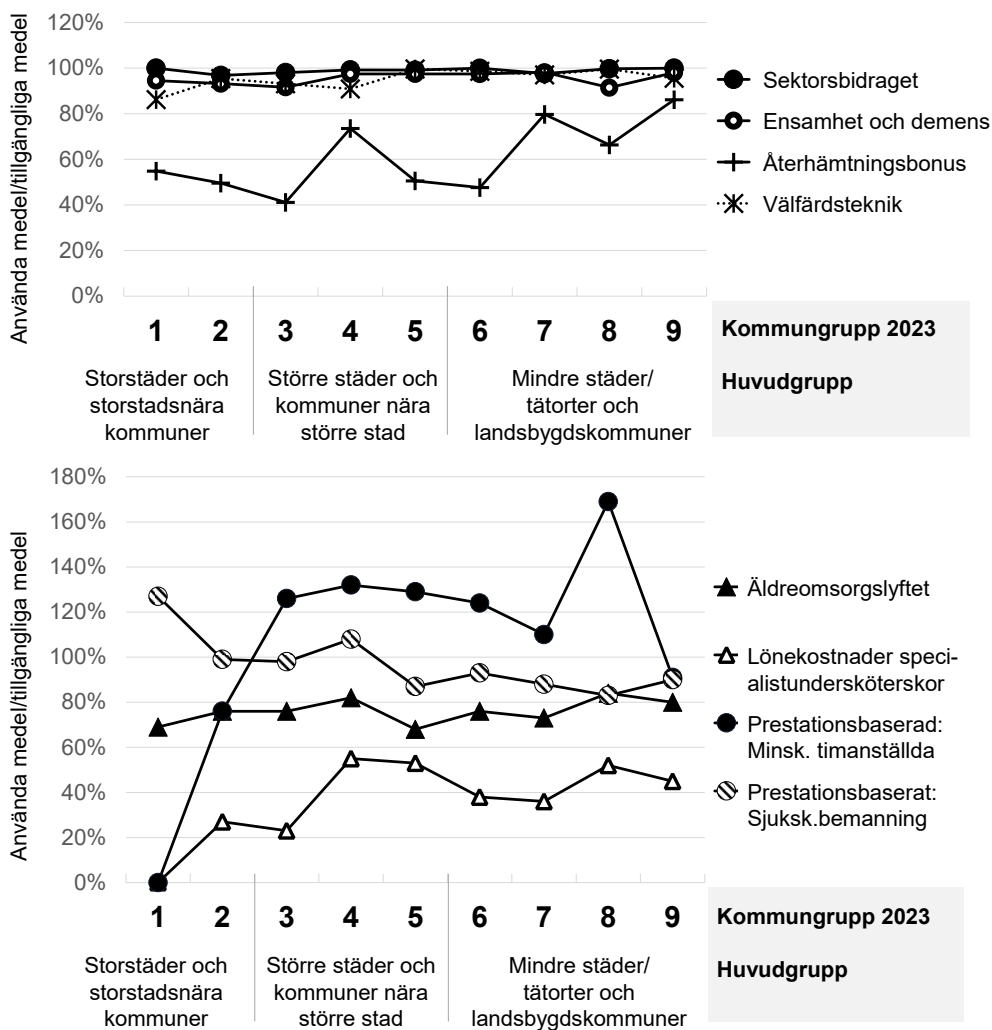 Använda medel/tillgängliga medel
120%
100%
80%
60%
40%
20%
0%
Sektorsbidraget
Ensamhet och demens
Återhämtningsbonus
Välfärdsteknik
1 2 3 4 5 6 7 8 9
Kommungrupp 2023
Huvudgrupp
Storstäder och
storstadsnära
kommuner
Större städer och
kommuner nära
större stad
Mindre städer/
tätorter och
landsbygdskommuner
Använda medel/tillgängliga medel
180%
160%
140%
120%
100%
80%
60%
40%
20%
0%
Äldreomsorgslyftet
Lönekostnader speci-
alistundersköterskor
Prestationsbaserad:
Minsk. timanställda
Prestationsbaserat:
Sjuksk.bemanning
1 2 3 4 5 6 7 8 9
Kommungrupp 2023
Huvudgrupp
Storstäder och
storstadsnära
kommuner
Större städer och
kommuner nära
större stad
Mindre städer/
tätorter och
landsbygdskommuner